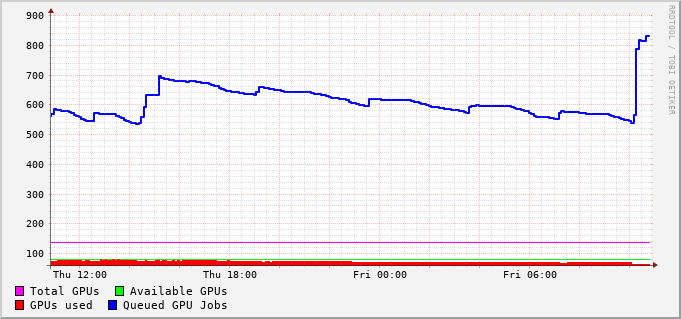 900
800
700
600
500
400
300
200
100
Thu 12:00 Thu 18:00 Fri 00:00 Fri 06:00
Total GPUs Available GPUs
GPUs used Queued GPU Jobs
RRDTOOL / TOBI OETIKER